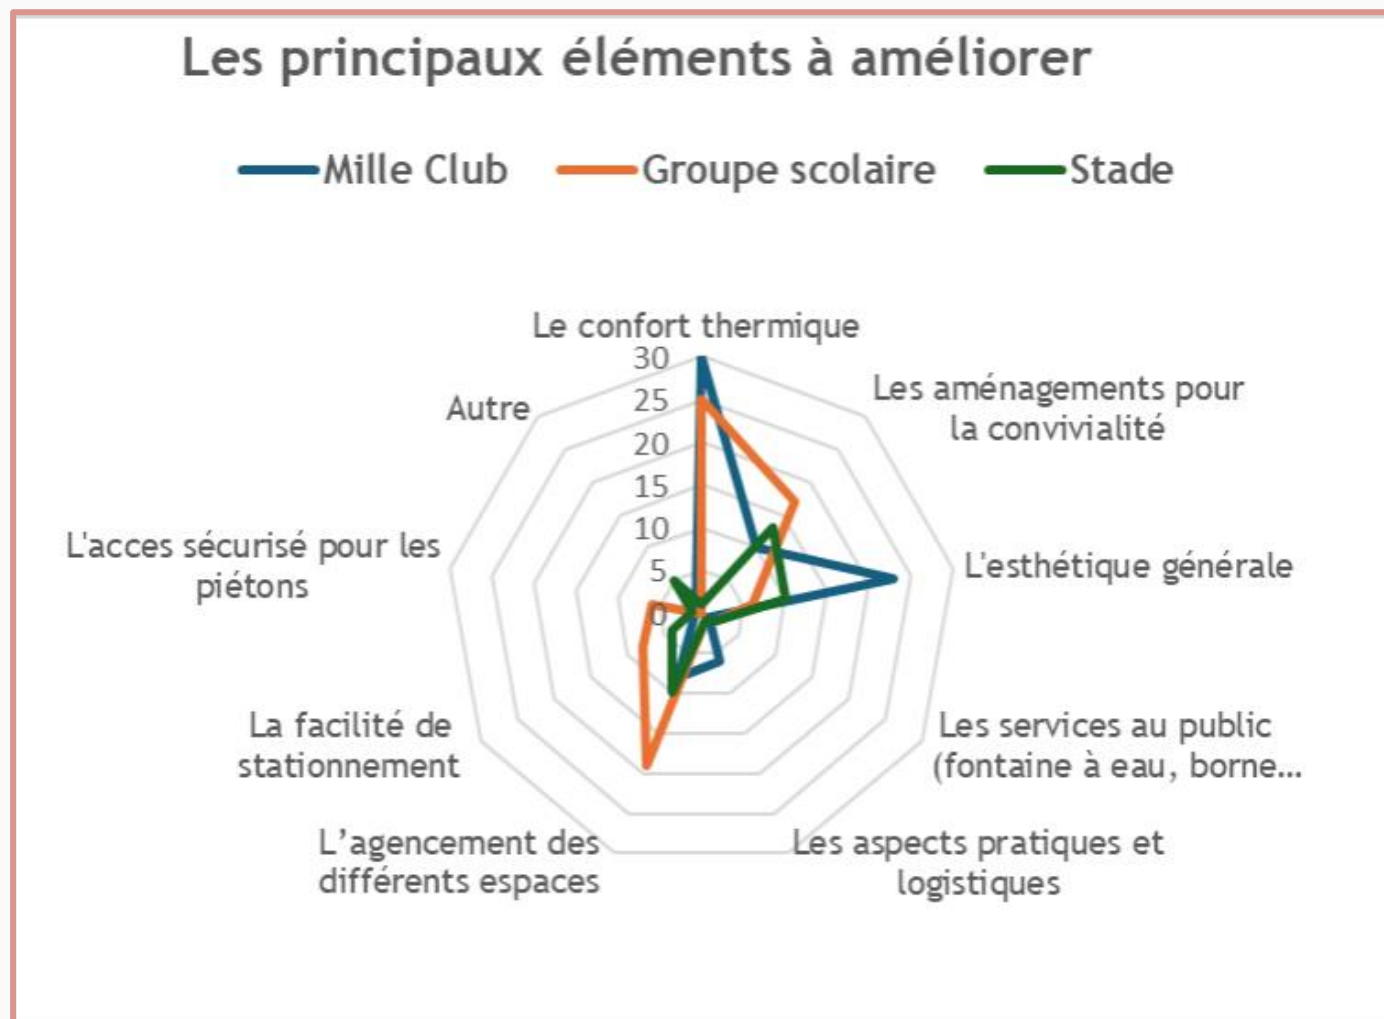 Les principaux éléments à améliorer
Mille Club
Groupe scolaire
Stade
Le confort thermique
30
25
20
15
10
5
0
Les aménagements pour
la convivialité
L'esthétique générale
Les services au public
(fontaine à eau, borne...
Les aspects pratiques et
logistiques
L’agencement des
différents espaces
La facilité de
stationnement
L'acces sécurisé pour les
piétons
Autre